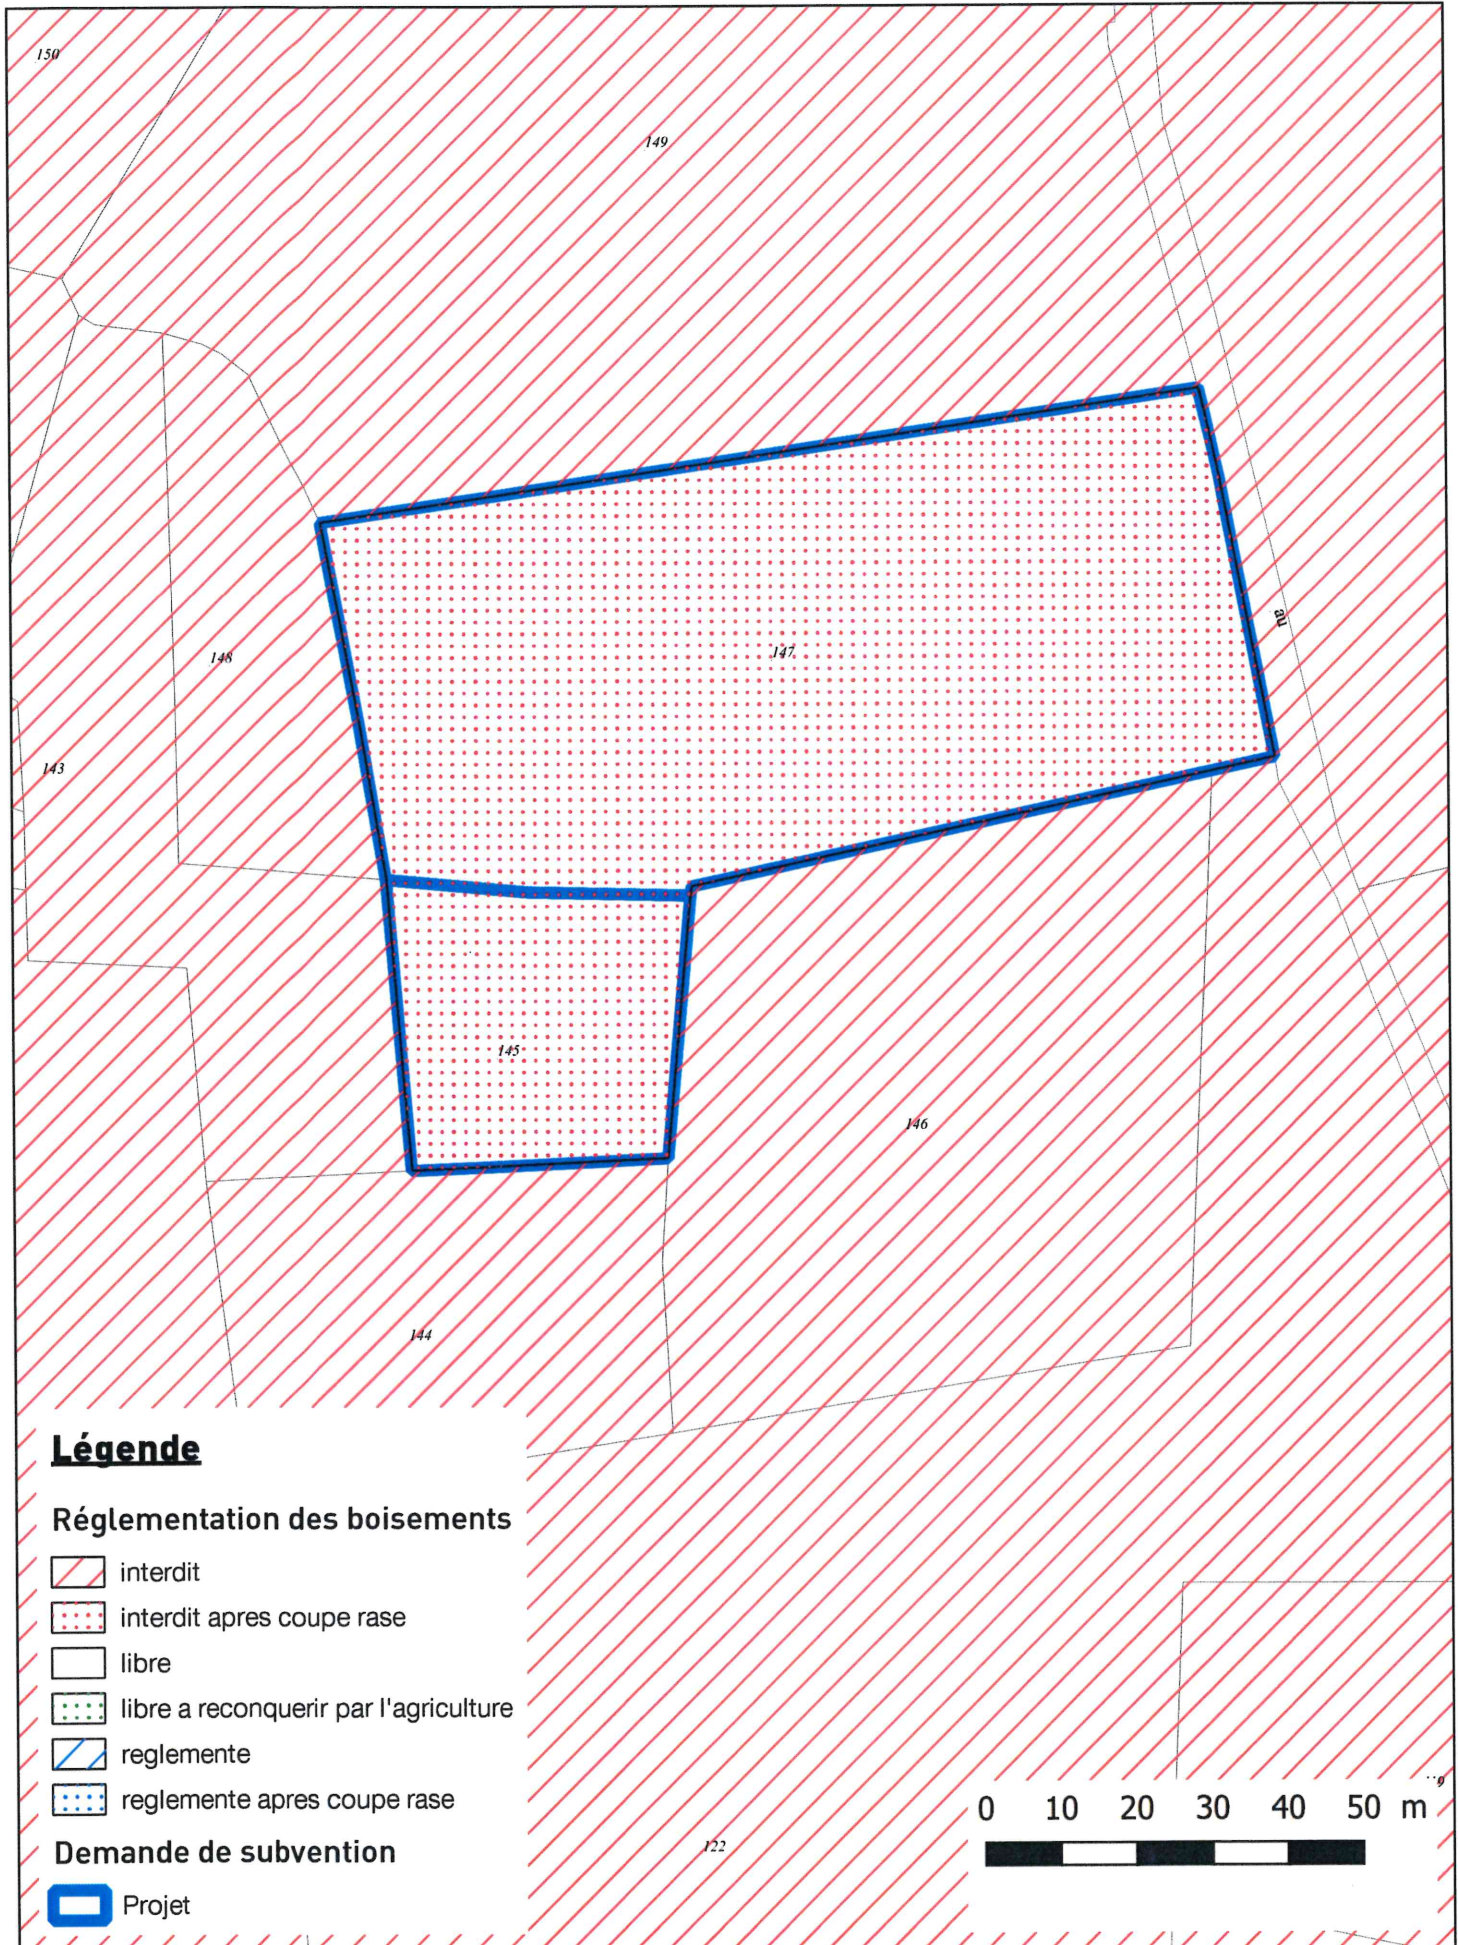 150
149
au
148
147
143
145
146
144
Légende
Réglementation des boisements
interdit
interdit apres coupe rase
libre
libre a reconquerir par l'agriculture
reglemente
reglemente apres coupe rase
Demande de subvention
Projet
0 10 20 30 40 50 m
122